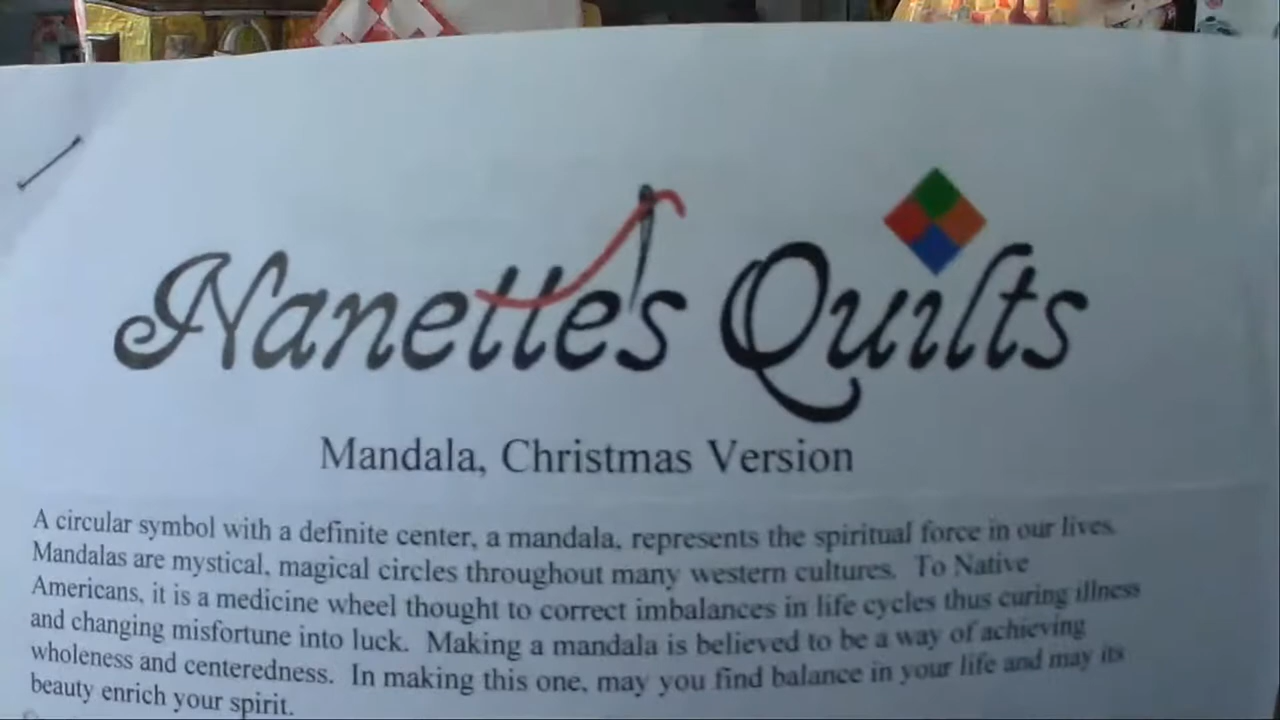 Nanette's Quilts
Mandala, Christmas Version
A circular symbol with a definite center, a mandala, represents the spiritual force in our lives.
Mandalas are mystical, magical circles throughout many western cultures. To Native
Americans, it is a medicine wheel thought to correct imbalances in life cycles thus curing illness
and changing misfortune into luck. Making a mandala is believed to be a way of achieving
wholeness and centeredness. In making this one, may you find balance in your life and may its
beauty enrich your spirit.